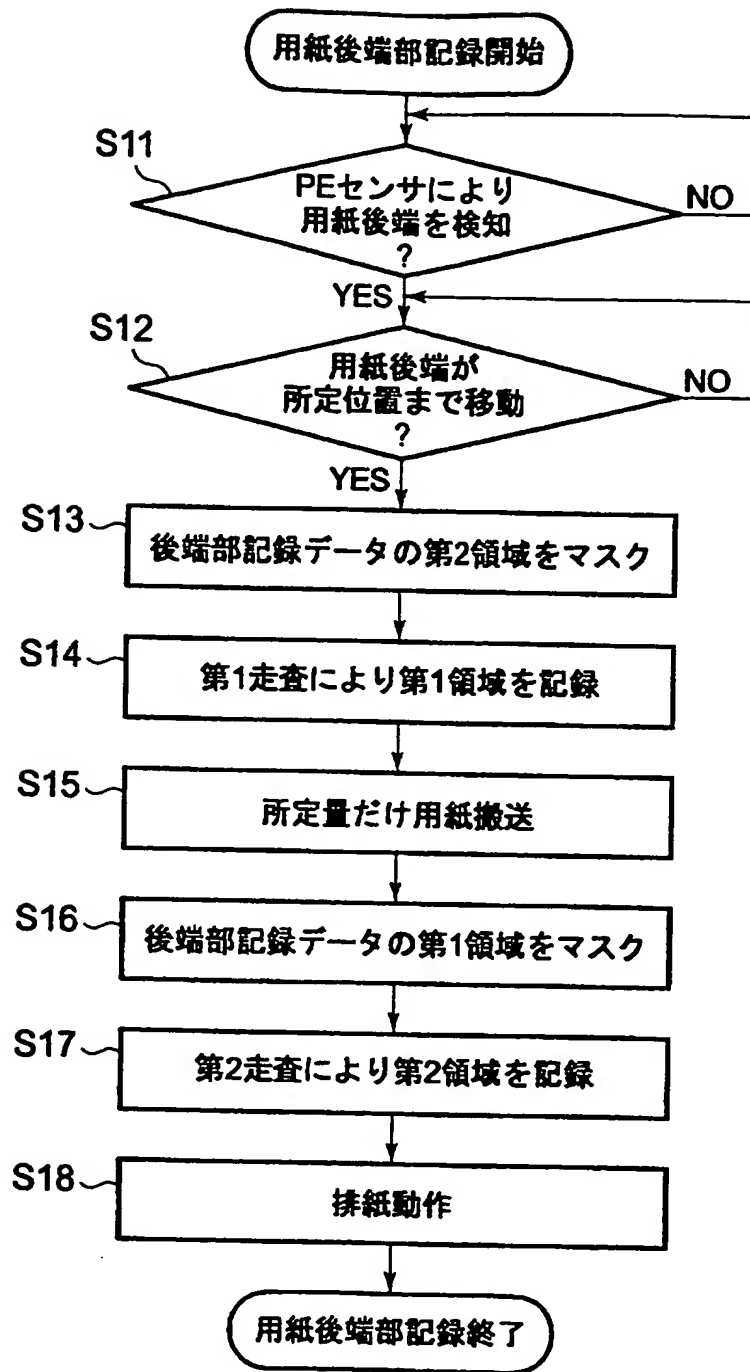 用紙後端部記録開始
S11
PEセンサにより
用紙後端を検知
?
NO
YES
S12
用紙後端が
所定位置まで移動
?
NO
YES
S13
後端部記録データの第2領域をマスク
S14
第1走査により第1領域を記録
S15
所定量だけ用紙搬送
S16
後端部記録データの第1領域をマスク
S17
第2走査により第2領域を記録
S18
排紙動作
用紙後端部記録終了